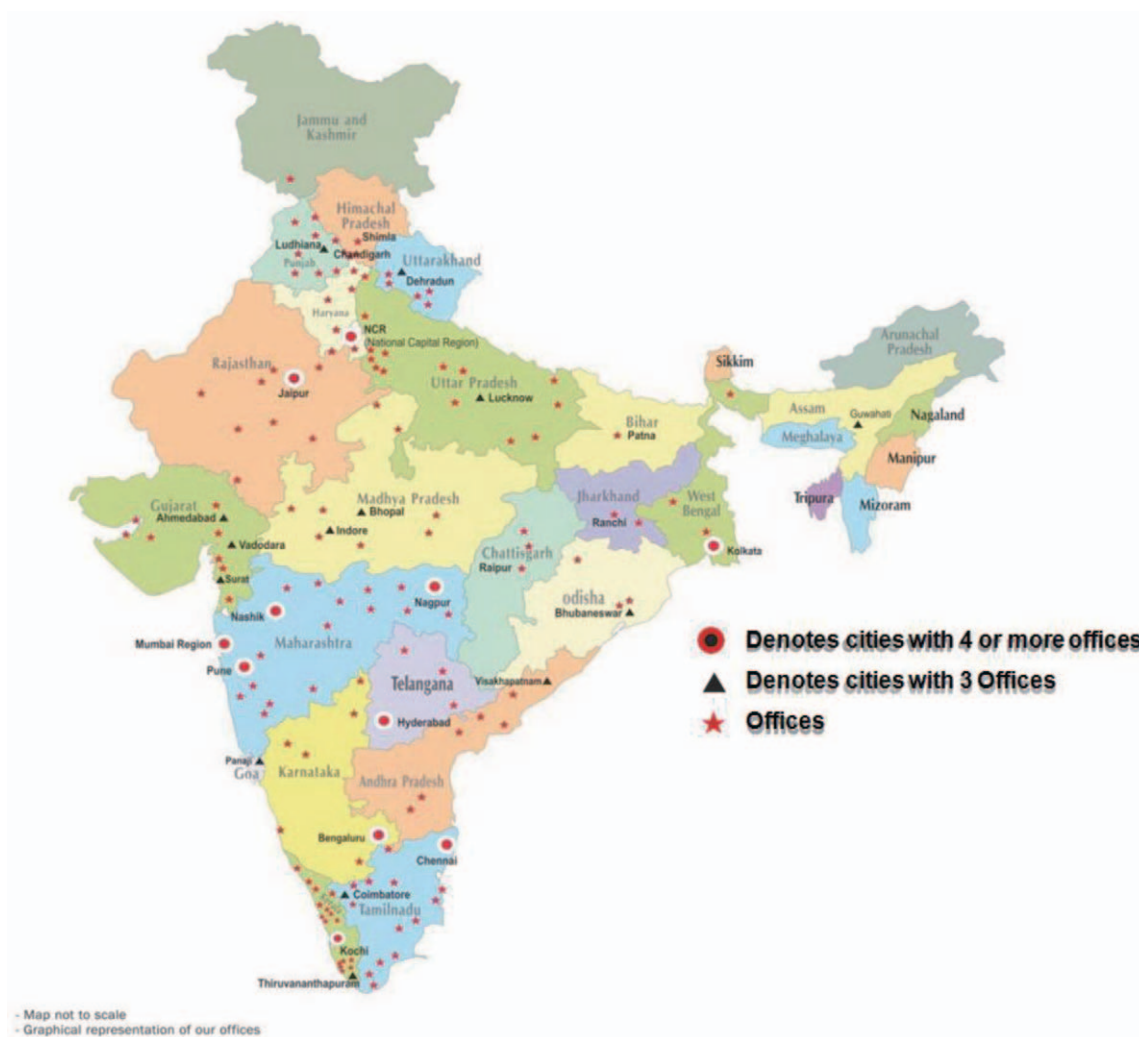 Jammu and
Kashmir
Himachal
Pradesh
Shimla
Ludhiana
Chandigarh
Punjab
Uttarakhand
Dehradun
Haryana
NCR
(National Capital Region)
Rajasthan
Jaipur
Uttar Pradesh
Lucknow
Sikkim
Arunachal
Pradesh
Assam
Guwahati
Nagaland
Meghalaya
Manipur
Tripura
Mizoram
Bihar
Patna
Gujarat
Ahmedabad
Vadodara
Surat
Madhya Pradesh
Bhopal
Indore
Jharkhand
Ranchi
West
Bengal
Kolkata
Chattisgarh
Raipur
odisha
Bhubaneswar
Nagpur
Nashik
Maharashtra
Mumbai Region
Pune
Telangana
Hyderabad
Visakhapatnam
Denotes cities with 4 or more offices
Denotes cities with 3 Offices
Offices
Panaji
Goa
Karnataka
Andhra Pradesh
Bengaluru
Chennai
Coimbatore
Tamilnadu
Kochi
Thiruvananthapuram
- Map not to scale
- Graphical representation of our offices